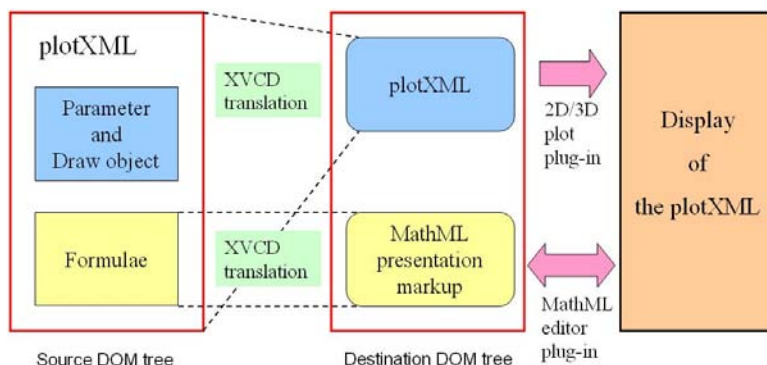 plotXML
Parameter
and
Draw object
Formulae
Source DOM tree
XVCD
translation
XVCD
translation
plotXML
MathML
presentation
markup
Destination DOM tree
2D/3D
plot
plug-in
MathML
editor
plug-in
Display
of
the plotXML